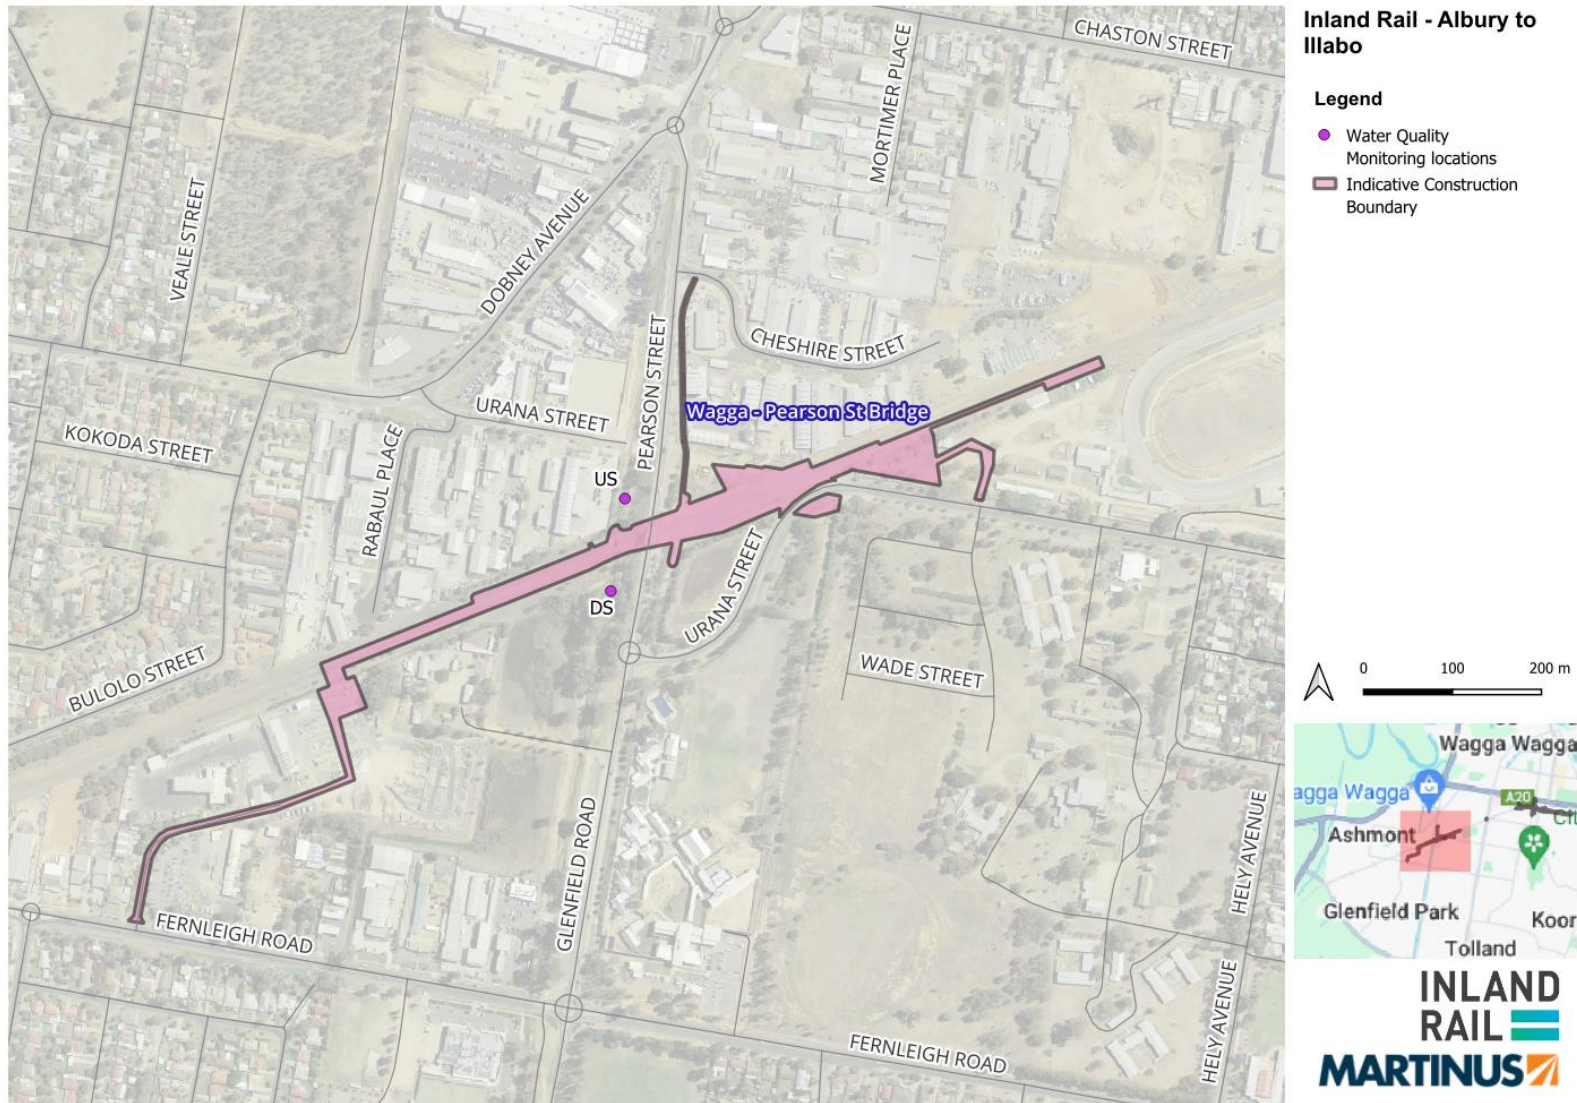 Inland Rail - Albury to
Illabo
Legend
Water Quality
Monitoring locations
Indicative Construction
Boundary
CHASTON STREET
MORTIMER PLACE
VEALE STREET
DOBNEY AVENUE
PEARSON STREET
CHESHIRE STREET
Wagga - Pearson St Bridge
URANA STREET
KOKODA STREET
RABAUL PLACE
US
DS
URANA STREET
WADE STREET
BULOLO STREET
GLENFIELD ROAD
HELY AVENUE
FERNLEIGH ROAD
FERNLEIGH ROAD
HELY AVENUE
0 100 200 m
Wagga Wagga
agga Wagga
A20
Ashmont
Glenfield Park
Koor
Tolland
INLAND
RAIL
MARTINUS